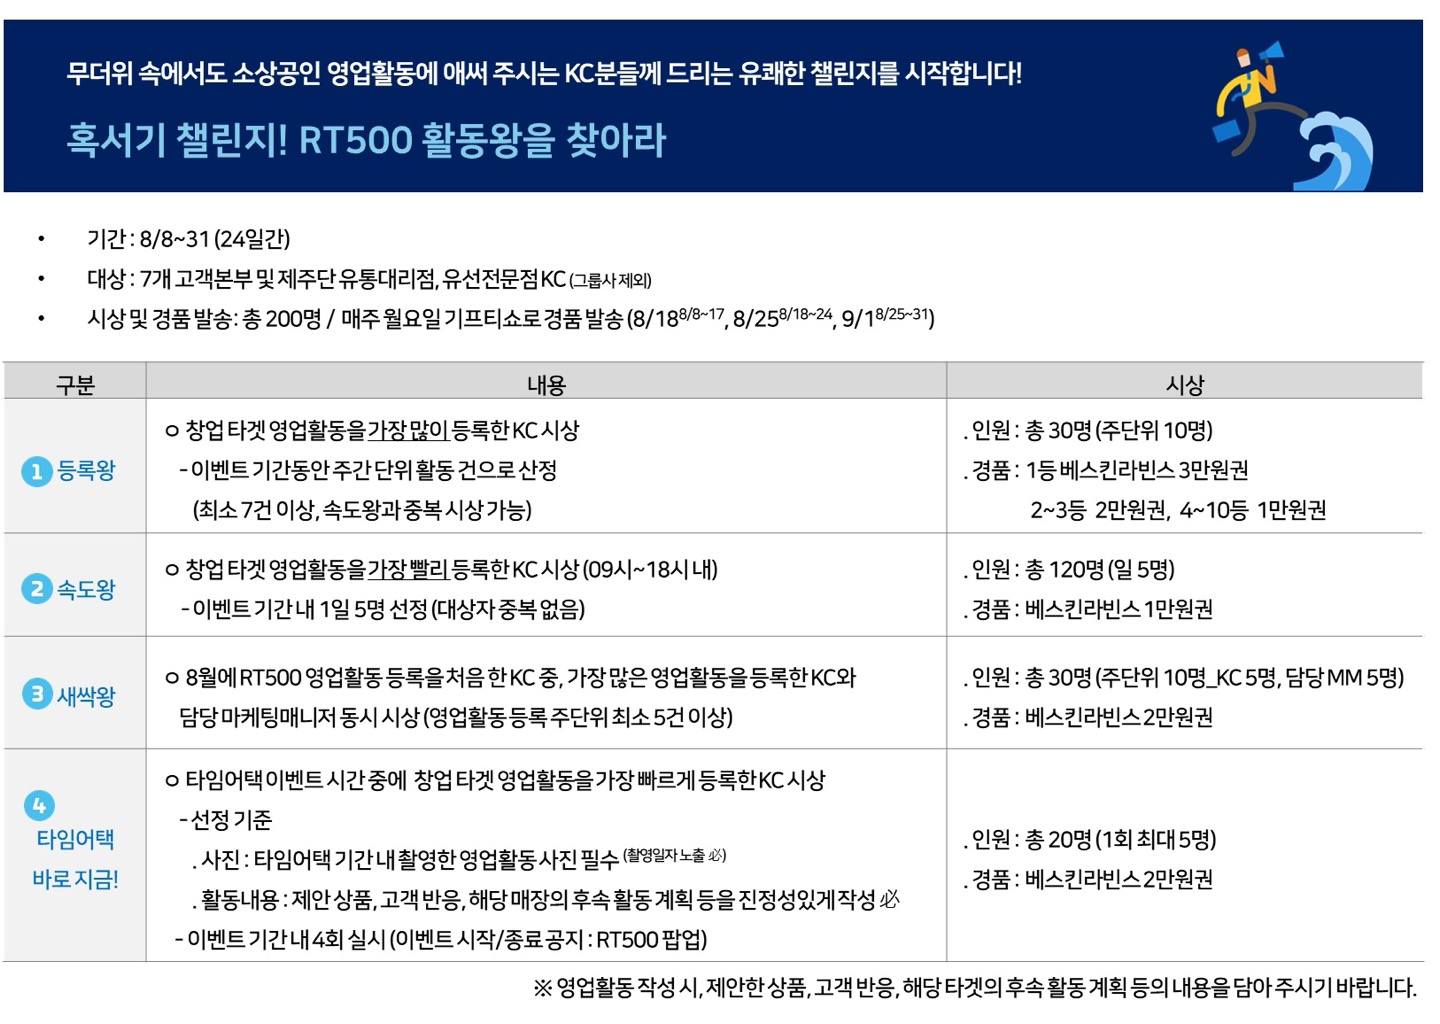 무더위 속에서도 소상공인 영업활동에 애써 주시는 KC분들께 드리는 유쾌한 챌린지를 시작합니다!
혹서기 챌린지! RT500 활동왕을 찾아라
• 기간 : 8/8~31 (24일간)
• 대상 : 7개 고객본부 및 제주단 유통대리점, 유선전문점 KC (그룹사 제외)
• 시상 및 경품 발송: 총 200명 / 매주 월요일 기프티쇼로 경품 발송 (8/18 8/8~17, 8/25 8/18~24, 9/1 8/25~31)
구분 내용 시상
1 등록왕
ㅇ 창업 타겟 영업활동을 가장 많이 등록한 KC 시상
- 이벤트 기간동안 주간 단위 활동 건으로 산정
(최소 7건 이상, 속도왕과 중복 시상 가능)
. 인원 : 총 30명 (주단위 10명)
. 경품 : 1등 베스킨라빈스 3만원권
2~3등 2만원권, 4~10등 1만원권
2 속도왕
ㅇ 창업 타겟 영업활동을 가장 빨리 등록한 KC 시상 (09시~18시 내)
- 이벤트 기간 내 1일 5명 선정 (대상자 중복 없음)
. 인원 : 총 120명 (일 5명)
. 경품 : 베스킨라빈스 1만원권
3 새싹왕
ㅇ 8월에 RT500 영업활동 등록을 처음 한 KC 중, 가장 많은 영업활동을 등록한 KC와
담당 마케팅매니저 동시 시상 (영업활동 등록 주단위 최소 5건 이상)
. 인원 : 총 30명 (주단위 10명_KC 5명, 담당 MM 5명)
. 경품 : 베스킨라빈스 2만원권
4
타임어택
바로 지금!
ㅇ 타임어택 이벤트 시간 중에 창업 타겟 영업활동을 가장 빠르게 등록한 KC 시상
- 선정 기준
. 사진 : 타임어택 기간 내 촬영한 영업활동 사진 필수 (촬영일자 노출 必)
. 활동내용 : 제안 상품, 고객 반응, 해당 매장의 후속 활동 계획 등을 진정성있게 작성 必
- 이벤트 기간 내 4회 실시 (이벤트 시작/종료 공지 : RT500 팝업)
. 인원 : 총 20명 (1회 최대 5명)
. 경품 : 베스킨라빈스 2만원권
※ 영업활동 작성 시, 제안한 상품, 고객 반응, 해당 타겟의 후속 활동 계획 등의 내용을 담아 주시기 바랍니다.